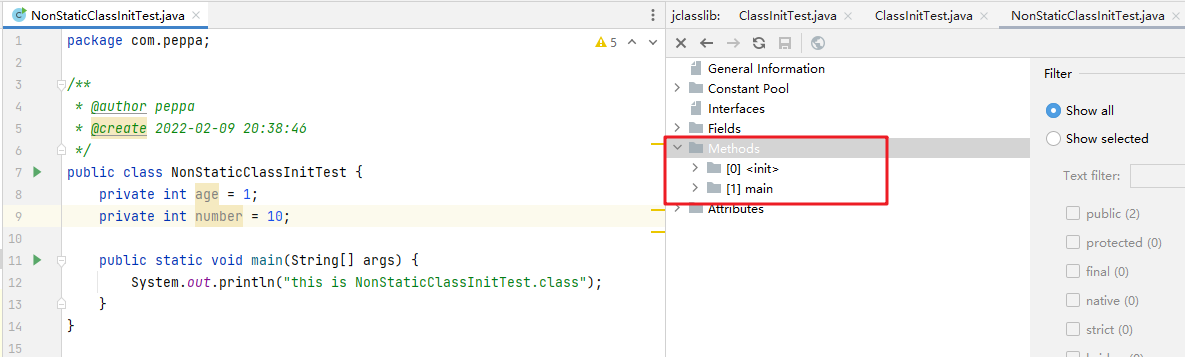 NonStaticClassInitTest.java
1 package com.peppa;
2
3 /**
4 * @author peppa
5 * @create 2022-02-09 20:38:46
6 */
7 public class NonStaticClassInitTest {
8 private int age = 1;
9 private int number = 10;
10
11 public static void main(String[] args) {
12 System.out.println("this is NonStaticClassInitTest.class");
13 }
14 }
15
5
jclasslib: ClassInitTest.java ClassInitTest.java NonStaticClassInitTest.java
General Information
Constant Pool
Interfaces
Fields
Methods
[0] <init>
[1] main
Attributes
Filter
Show all
Show selected
Text filter:
public (2)
protected (0)
final (0)
native (0)
strict (0)